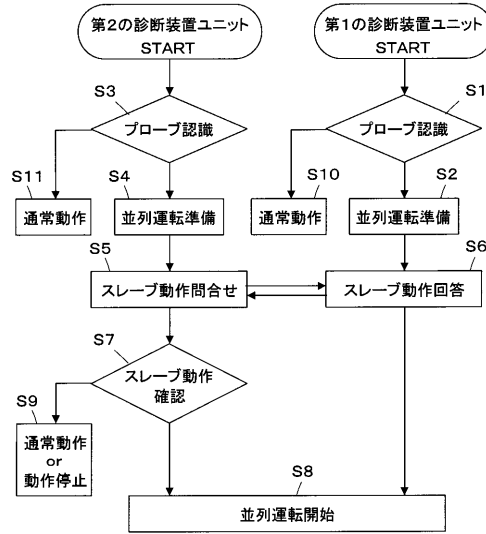 第2の診断装置ユニット
START
第1の診断装置ユニット
START
S3
プローブ認識
S1
プローブ認識
S11
通常動作
S4
並列運転準備
S10
通常動作
S2
並列運転準備
S5
スレーブ動作問合せ
S6
スレーブ動作回答
S7
スレーブ動作
確認
S9
通常動作
or
動作停止
S8
並列運転開始